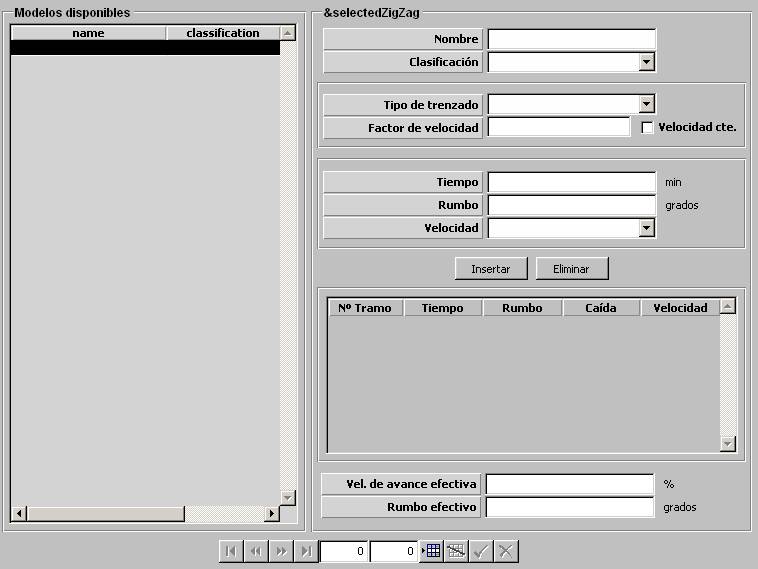 Modelos disponibles
name classification
&selectedZigZag
Nombre
Clasificación
Tipo de trenzado
Factor de velocidad
Velocidad cte.
Tiempo min
Rumbo grados
Velocidad
Insertar Eliminar
Nº Tramo Tiempo Rumbo Caída Velocidad
Vel. de avance efectiva %
Rumbo efectivo grados
0 0